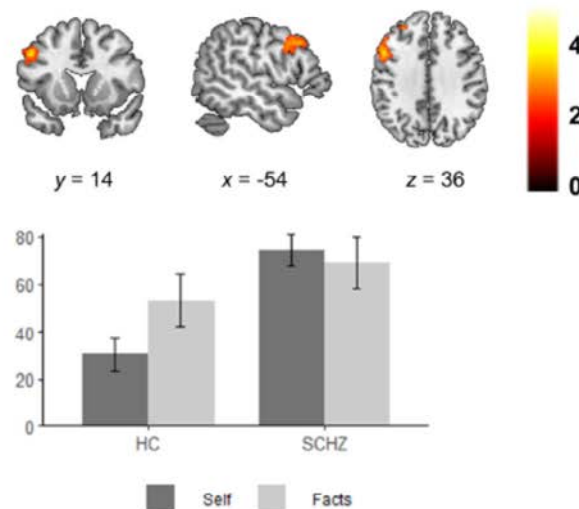 4
2
0
y = 14 x = -54 z = 36
80
60
40
20
0
HC SCHZ
Self Facts